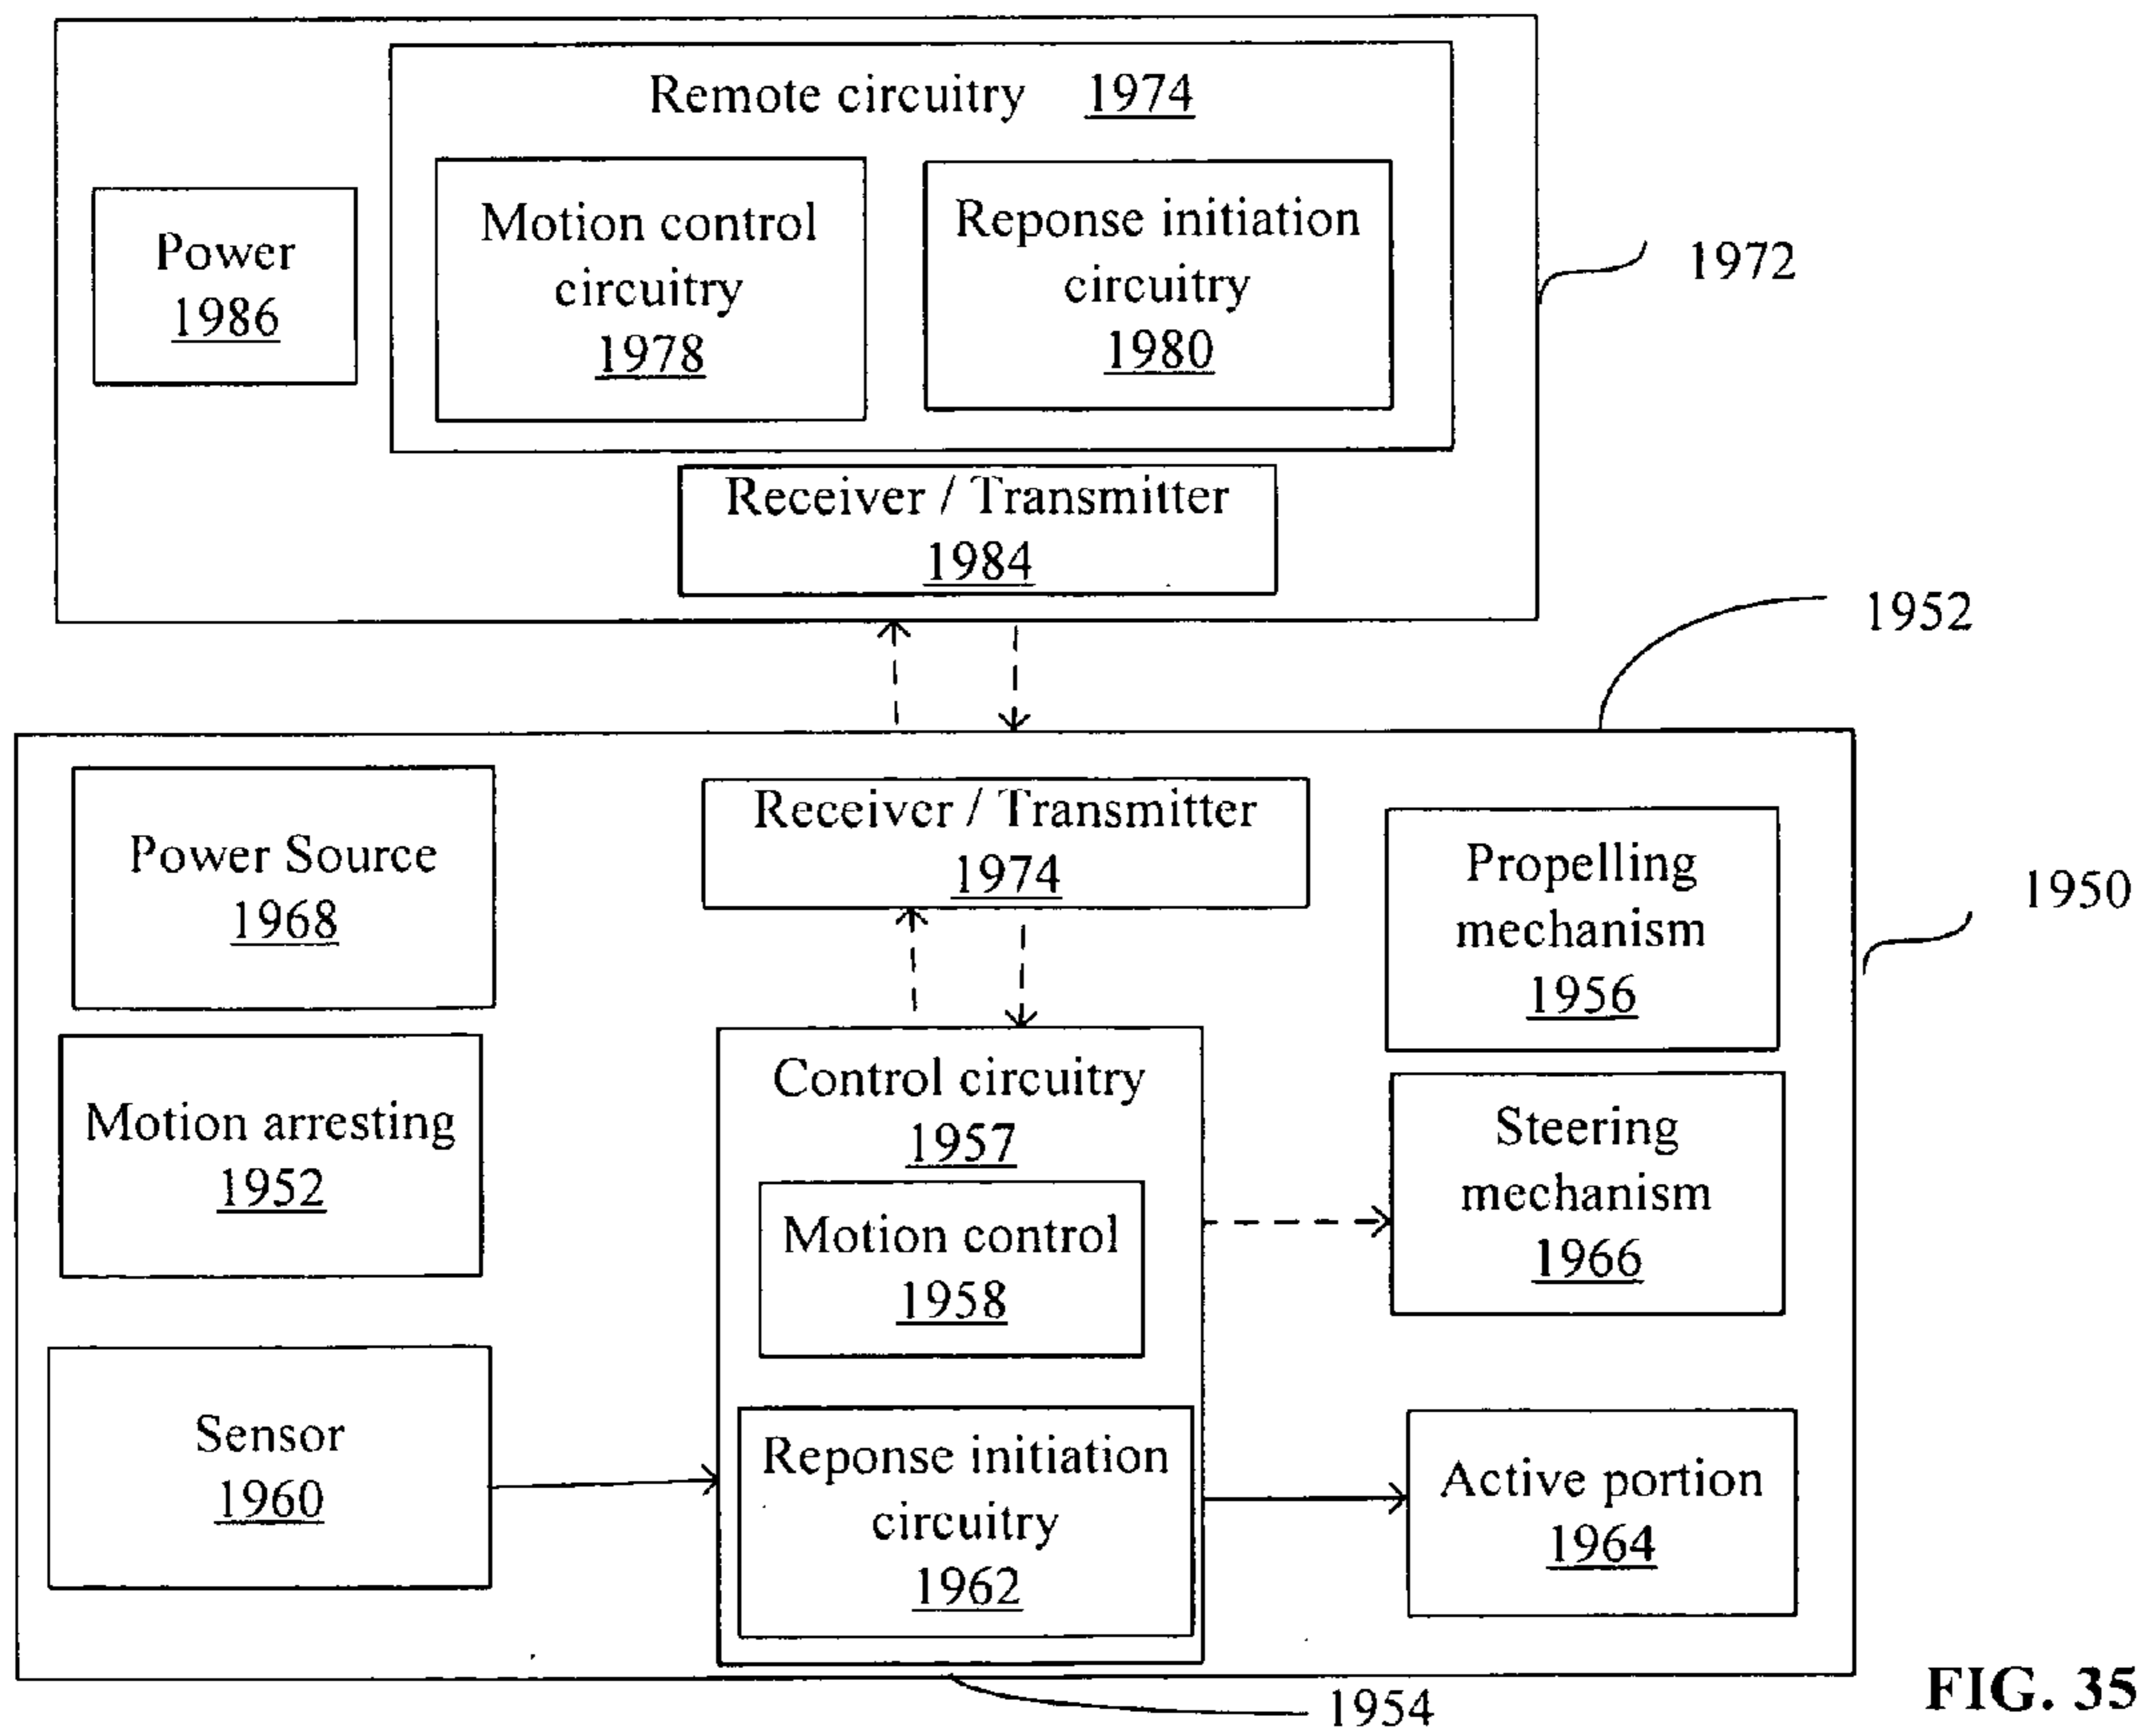 Remote circuitry 1974
Power
1986
Motion control
circuitry
1978
Reponse initiation
circuitry
1980
1972
Receiver / Transmitter
1984
1952
Power Source
1968
Receiver / Transmitter
1974
Propelling
mechanism
1956
1950
Motion arresting
1952
Control circuitry
1957
Steering
mechanism
1966
Motion control
1958
Sensor
1960
Reponse initiation
circuitry
1962
Active portion
1964
1954
FIG. 35